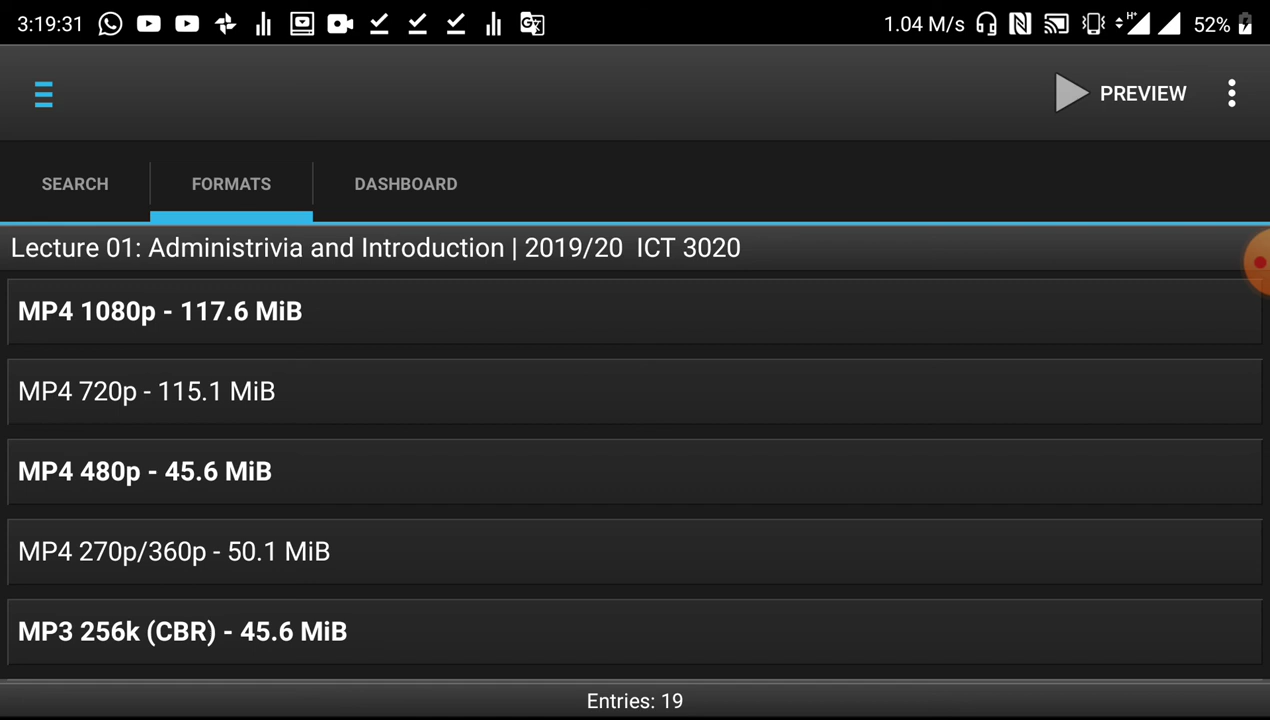 3:19:31 1.04 M/s H+ 52%
PREVIEW
SEARCH FORMATS DASHBOARD
Lecture 01: Administrivia and Introduction | 2019/20 ICT 3020
MP4 1080p - 117.6 MiB
MP4 720p - 115.1 MiB
MP4 480p - 45.6 MiB
MP4 270p/360p - 50.1 MiB
MP3 256k (CBR) - 45.6 MiB
Entries: 19